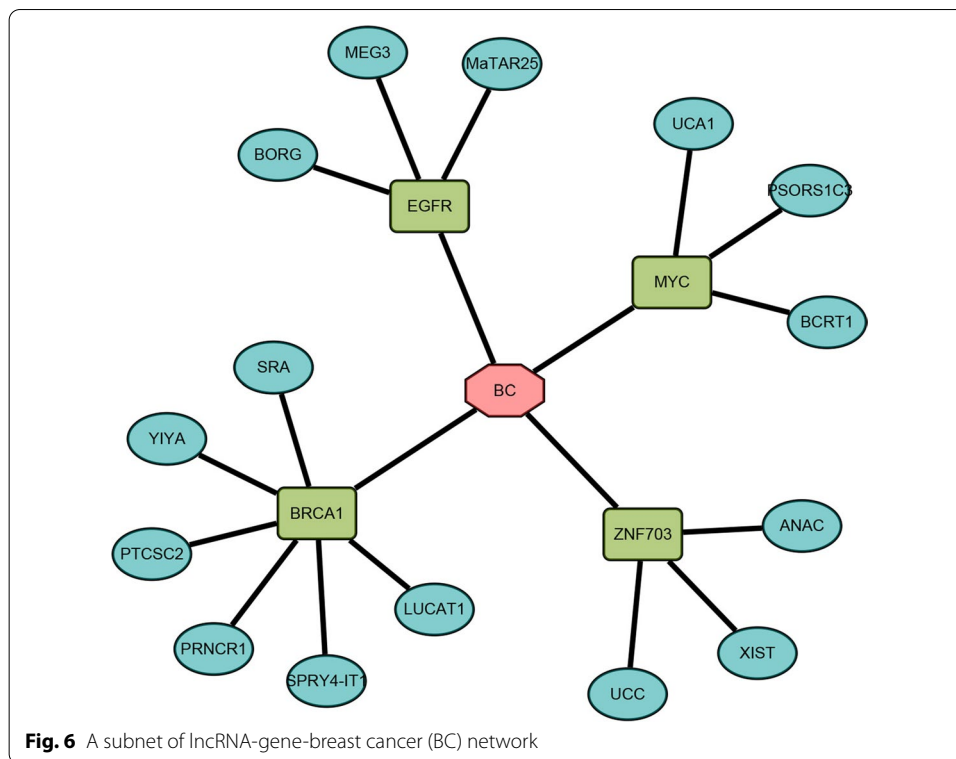 MEG3
MaTAR25
BORG
UCA1
EGFR
PSORS1C3
MYC
BCRT1
SRA
BC
YIYA
BRCA1
ANAC
ZNF703
PTCSC2
LUCAT1
PRNCR1
XIST
SPRY4-IT1
UCC
Fig. 6 A subnet of lncRNA-gene-breast cancer (BC) network